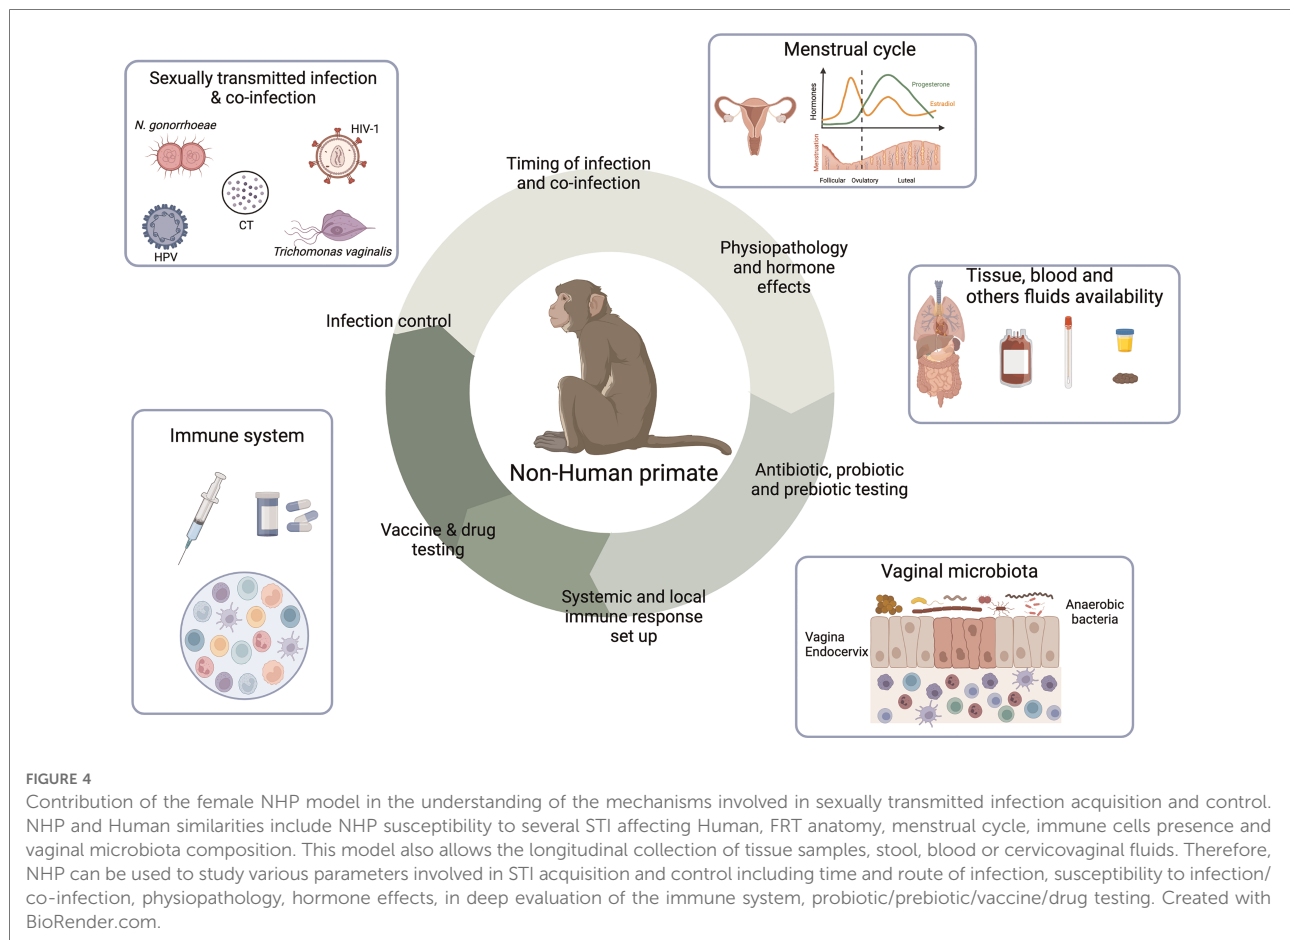 Sexually transmitted infection
& co-infection
N. gonorrhoeae
HIV-1
CT
HPV
Trichomonas vaginalis
Menstrual cycle
Hormones
Progesterone
Estradiol
Menstruation
Follicular
Ovulatory
Luteal
Timing of infection
and co-infection
Physiopathology
and hormone
effects
Tissue, blood and
others fluids availability
Infection control
Non-Human primate
Immune system
Antibiotic, probiotic
and prebiotic testing
Vaccine & drug
testing
Systemic and local
immune response
set up
Vaginal microbiota
Anaerobic
bacteria
Vagina
Endocervix
FIGURE 4
Contribution of the female NHP model in the understanding of the mechanisms involved in sexually transmitted infection acquisition and control.
NHP and Human similarities include NHP susceptibility to several STI affecting Human, FRT anatomy, menstrual cycle, immune cells presence and
vaginal microbiota composition. This model also allows the longitudinal collection of tissue samples, stool, blood or cervicovaginal fluids. Therefore,
NHP can be used to study various parameters involved in STI acquisition and control including time and route of infection, susceptibility to infection/
co-infection, physiopathology, hormone effects, in deep evaluation of the immune system, probiotic/prebiotic/vaccine/drug testing. Created with
BioRender.com.